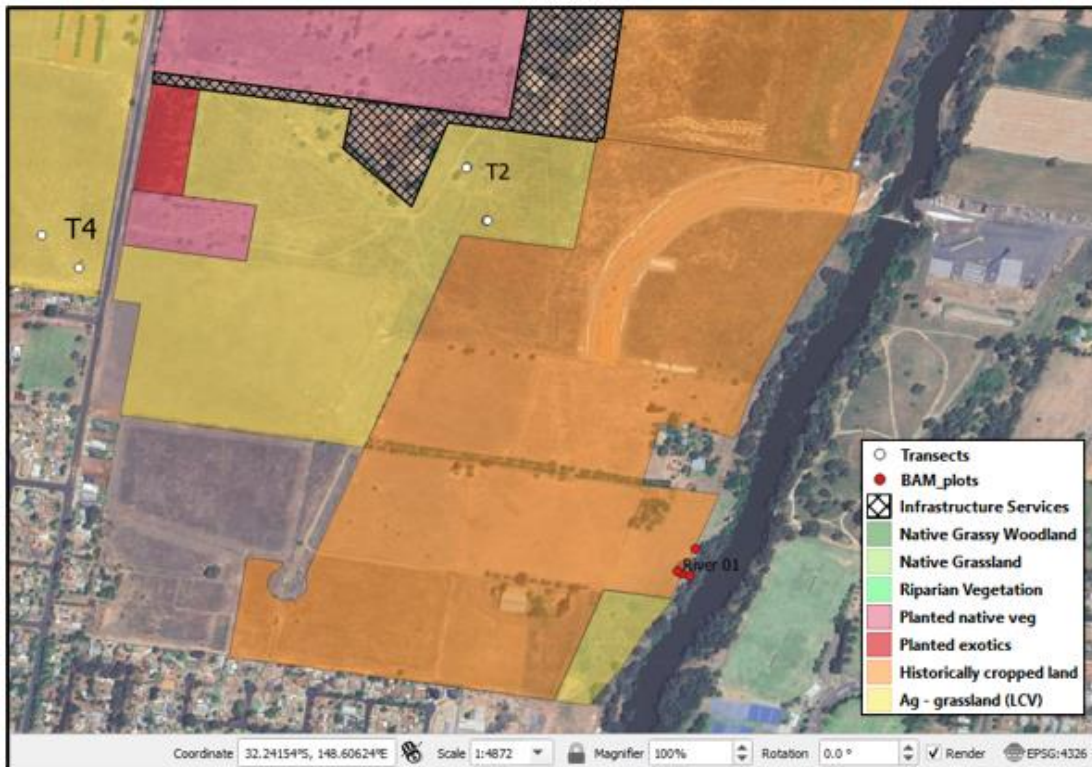 T2
T4
River 01
Transects
BAM_plots
Infrastructure Services
Native Grassy Woodland
Native Grassland
Riparian Vegetation
Planted native veg
Planted exotics
Historically cropped land
Ag - grassland (LCV)
Coordinate 32.24154°S, 148.60624°E Scale 1:4872 Magnifier 100% Rotation 0.0 ° Render EPSG:4326